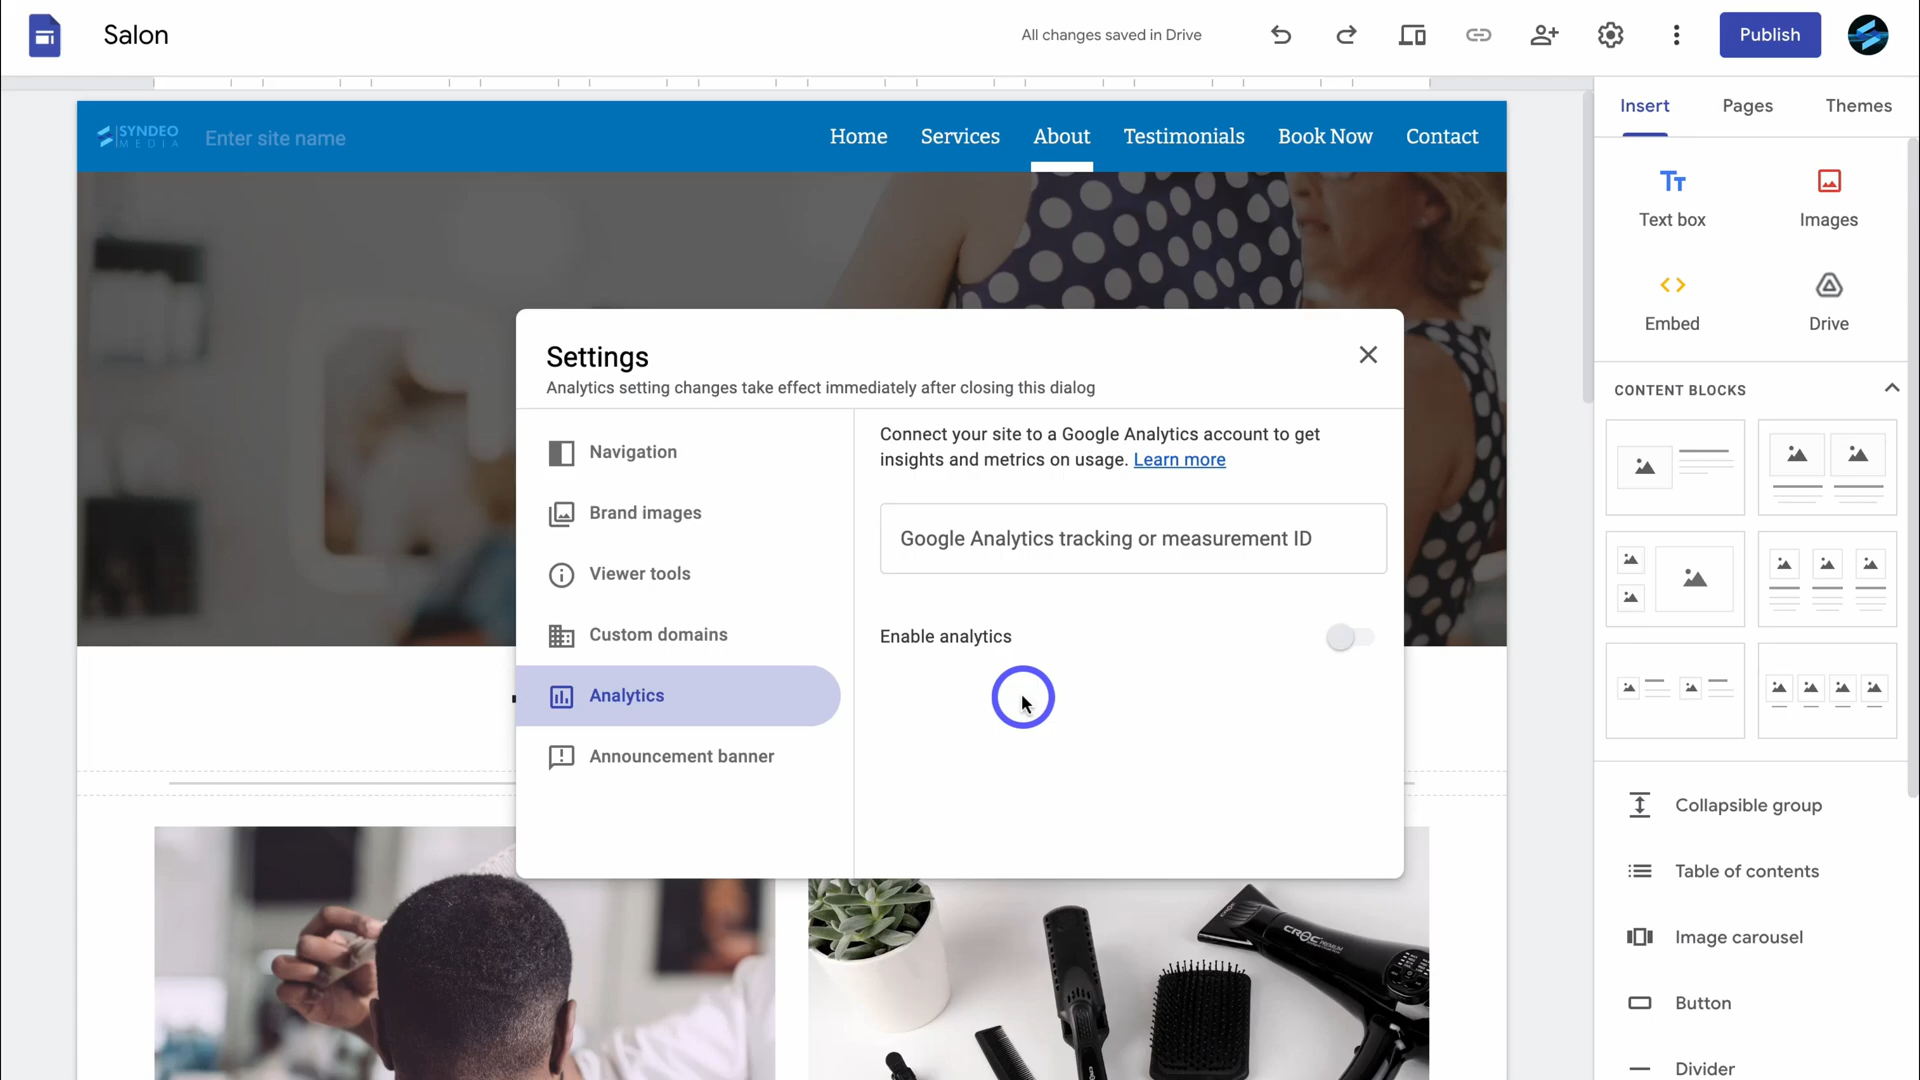 Salon
All changes saved in Drive
Publish
SYNDEO
MEDIA
Enter site name
Home
Services
About
Testimonials
Book Now
Contact
Insert
Pages
Themes
Text box
Images
Embed
Drive
CONTENT BLOCKS
Settings
Analytics setting changes take effect immediately after closing this dialog
Navigation
Brand images
Viewer tools
Custom domains
Analytics
Announcement banner
Connect your site to a Google Analytics account to get
insights and metrics on usage. Learn more
Google Analytics tracking or measurement ID
Enable analytics
Collapsible group
Table of contents
Image carousel
Button
Divider
CROC PREMIUM